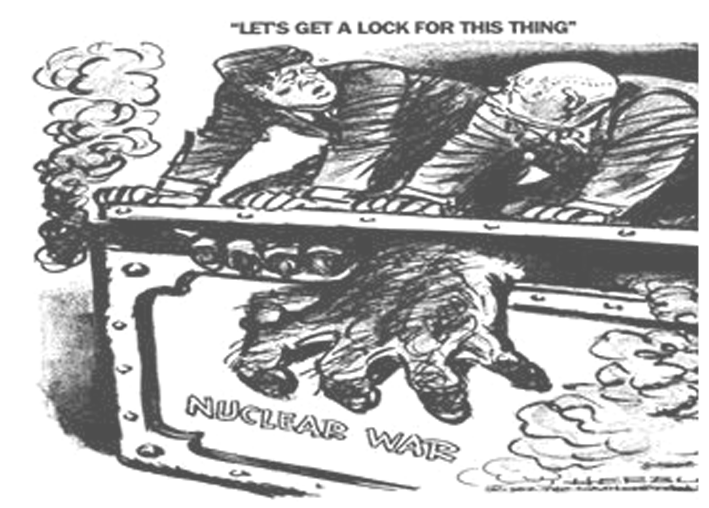 "LET'S GET A LOCK FOR THIS THING"
NUCLEAR WAR